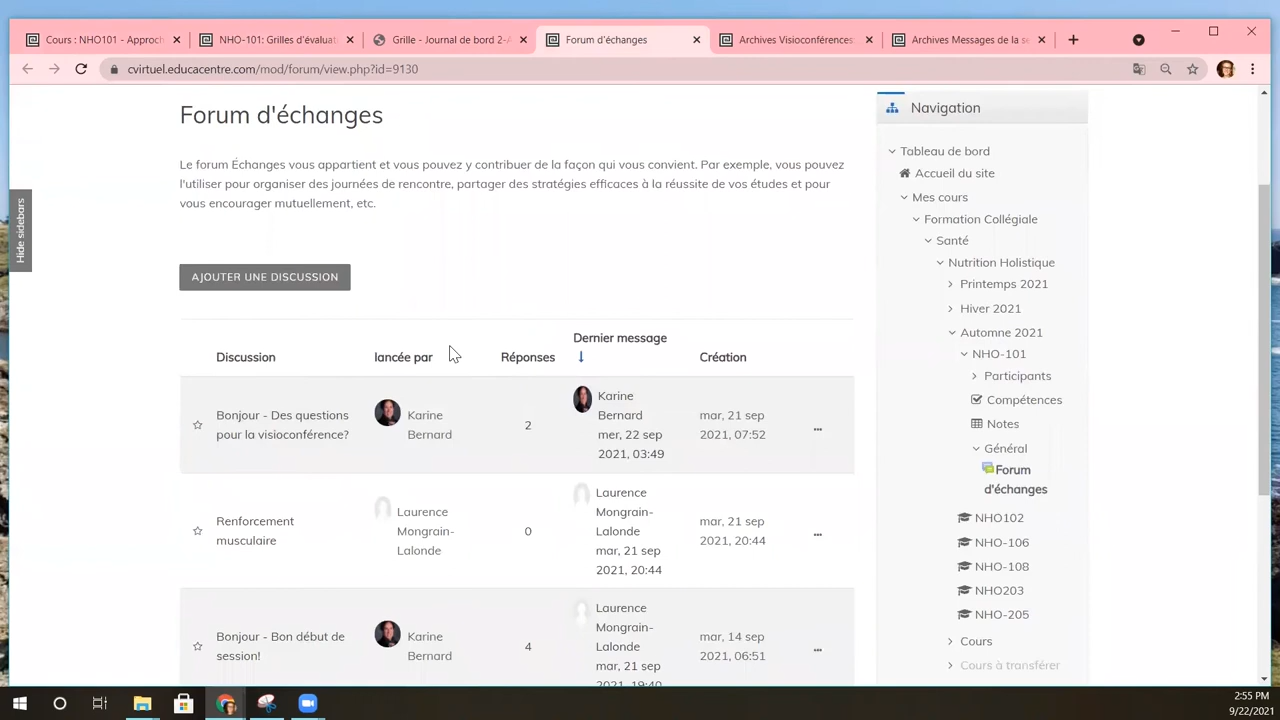 Cours : NHO101 - Approch
NHO-101: Grilles d'évaluat
Grille - Journal de bord 2-A
Forum d'échanges
Archives Visioconférences
Archives Messages de la se
cvirtuel.educacentre.com/mod/forum/view.php?id=9130
Hide sidebars
Forum d'échanges
Le forum Échanges vous appartient et vous pouvez y contribuer de la façon qui vous convient. Par exemple, vous pouvez
l'utiliser pour organiser des journées de rencontre, partager des stratégies efficaces à la réussite de vos études et pour
vous encourager mutuellement, etc.
AJOUTER UNE DISCUSSION
Discussion
lancée par
Réponses
Dernier message
Création
Bonjour - Des questions
pour la visioconférence?
Karine
Bernard
2
Karine
Bernard
mer, 22 sep
2021, 03:49
mar, 21 sep
2021, 07:52
Renforcement
musculaire
Laurence
Mongrain-
Lalonde
0
Laurence
Mongrain-
Lalonde
mar, 21 sep
2021, 20:44
mar, 21 sep
2021, 20:44
Bonjour - Bon début de
session!
Karine
Bernard
4
Laurence
Mongrain-
Lalonde
mar, 21 sep
2021, 19:40
mar, 14 sep
2021, 06:51
Navigation
Tableau de bord
Accueil du site
Mes cours
Formation Collégiale
Santé
Nutrition Holistique
Printemps 2021
Hiver 2021
Automne 2021
NHO-101
Participants
Compétences
Notes
Général
Forum
d'échanges
NHO102
NHO-106
NHO-108
NHO203
NHO-205
Cours
Cours à transférer
2:55 PM
9/22/2021